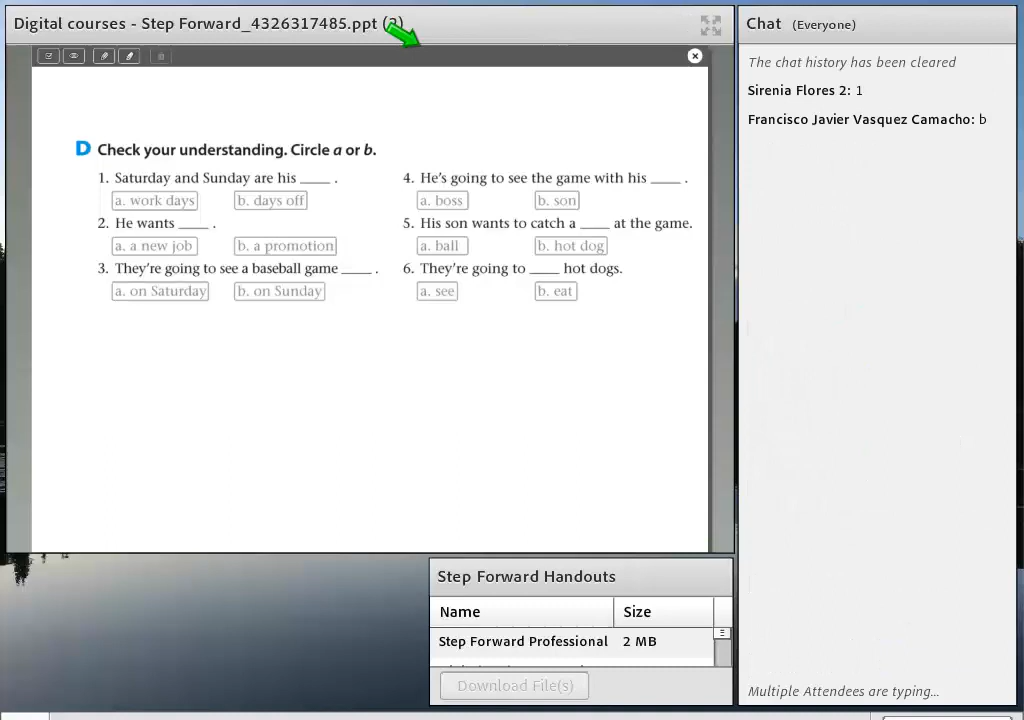 Digital courses - Step Forward_4326317485.ppt (2)
D Check your understanding. Circle a or b.
1. Saturday and Sunday are his ____ .
a. work days b. days off
2. He wants ____ .
a. a new job b. a promotion
3. They're going to see a baseball game ____ .
a. on Saturday b. on Sunday
4. He's going to see the game with his ____ .
a. boss b. son
5. His son wants to catch a ____ at the game.
a. ball b. hot dog
6. They're going to ____ hot dogs.
a. see b. eat
Step Forward Handouts
Name Size
Step Forward Professional 2 MB
Download File(s)
Chat (Everyone)
The chat history has been cleared
Sirenia Flores 2: 1
Francisco Javier Vasquez Camacho: b
Multiple Attendees are typing...